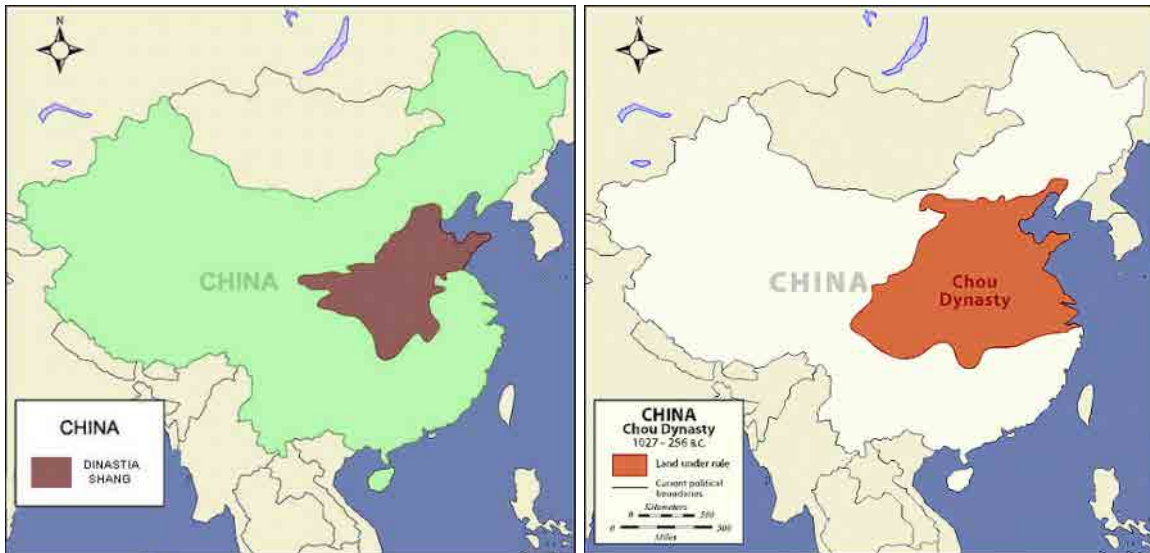 N
CHINA
CHINA
DINASTIA
SHANG
N
CHINA
Chou
Dynasty
CHINA
Chou Dynasty
1027 - 256 B.C.
Land under rule
Current political
boundaries
Kilometers
0 500
0 500
Miles